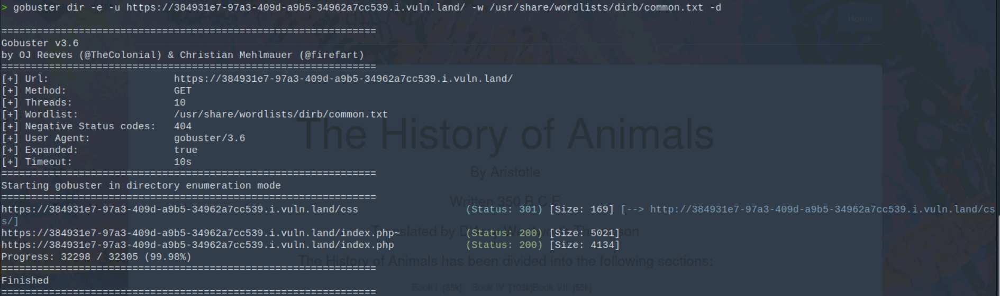 > gobuster dir -e -u https://384931e7-97a3-409d-a9b5-34962a7cc539.i.vuln.land/ -w /usr/share/wordlists/dirb/common.txt -d
Home
===============================================================
Gobuster v3.6
by OJ Reeves (@TheColonial) & Christian Mehlmauer (@firefart)
===============================================================
[+] Url:                     https://384931e7-97a3-409d-a9b5-34962a7cc539.i.vuln.land/
[+] Method:                  GET
[+] Threads:                 10
[+] Wordlist:                /usr/share/wordlists/dirb/common.txt
[+] Negative Status codes:   404
[+] User Agent:              gobuster/3.6
[+] Expanded:                true
[+] Timeout:                 10s
===============================================================
Starting gobuster in directory enumeration mode
===============================================================
https://384931e7-97a3-409d-a9b5-34962a7cc539.i.vuln.land/css                  (Status: 301) [Size: 169] [--> http://384931e7-97a3-409d-a9b5-34962a7cc539.i.vuln.land/cs
s/]
https://384931e7-97a3-409d-a9b5-34962a7cc539.i.vuln.land/index.php~           (Status: 200) [Size: 5021]
https://384931e7-97a3-409d-a9b5-34962a7cc539.i.vuln.land/index.php            (Status: 200) [Size: 4134]
Progress: 32298 / 32305 (99.98%)
===============================================================
Finished
===============================================================
The History of Animals
By Aristotle
Written 350 B.C.E
Translated by D'Arcy Wentworth Thompson
The History of Animals has been divided into the following sections:
Book I [85k] Book IV [103k]Book VII [55k]